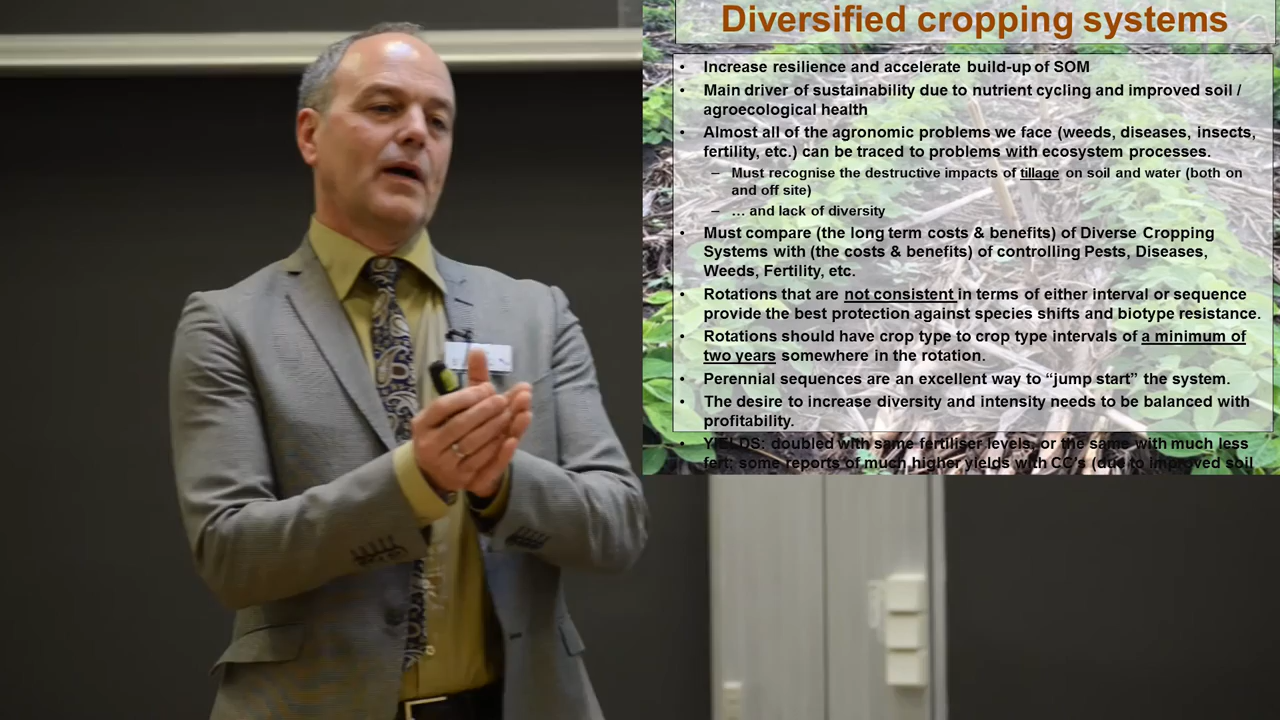 Diversified cropping systems
• Increase resilience and accelerate build-up of SOM
• Main driver of sustainability due to nutrient cycling and improved soil /
agroecological health
• Almost all of the agronomic problems we face (weeds, diseases, insects,
fertility, etc.) can be traced to problems with ecosystem processes.
– Must recognise the destructive impacts of tillage on soil and water (both on
and off site)
– … and lack of diversity
• Must compare (the long term costs & benefits) of Diverse Cropping
Systems with (the costs & benefits) of controlling Pests, Diseases,
Weeds, Fertility, etc.
• Rotations that are not consistent in terms of either interval or sequence
provide the best protection against species shifts and biotype resistance.
• Rotations should have crop type to crop type intervals of a minimum of
two years somewhere in the rotation.
• Perennial sequences are an excellent way to “jump start” the system.
• The desire to increase diversity and intensity needs to be balanced with
profitability.
• YIELDS: doubled with same fertiliser levels, or the same with much less
fert; some reports of much higher yields with CC's (due to improved soil